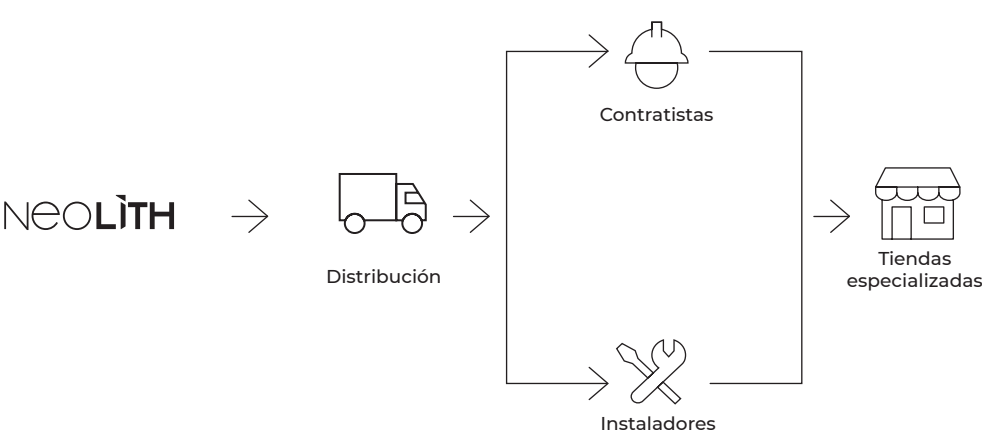 NEOLITH
Distribución
Contratistas
Instaladores
Tiendas
especializadas